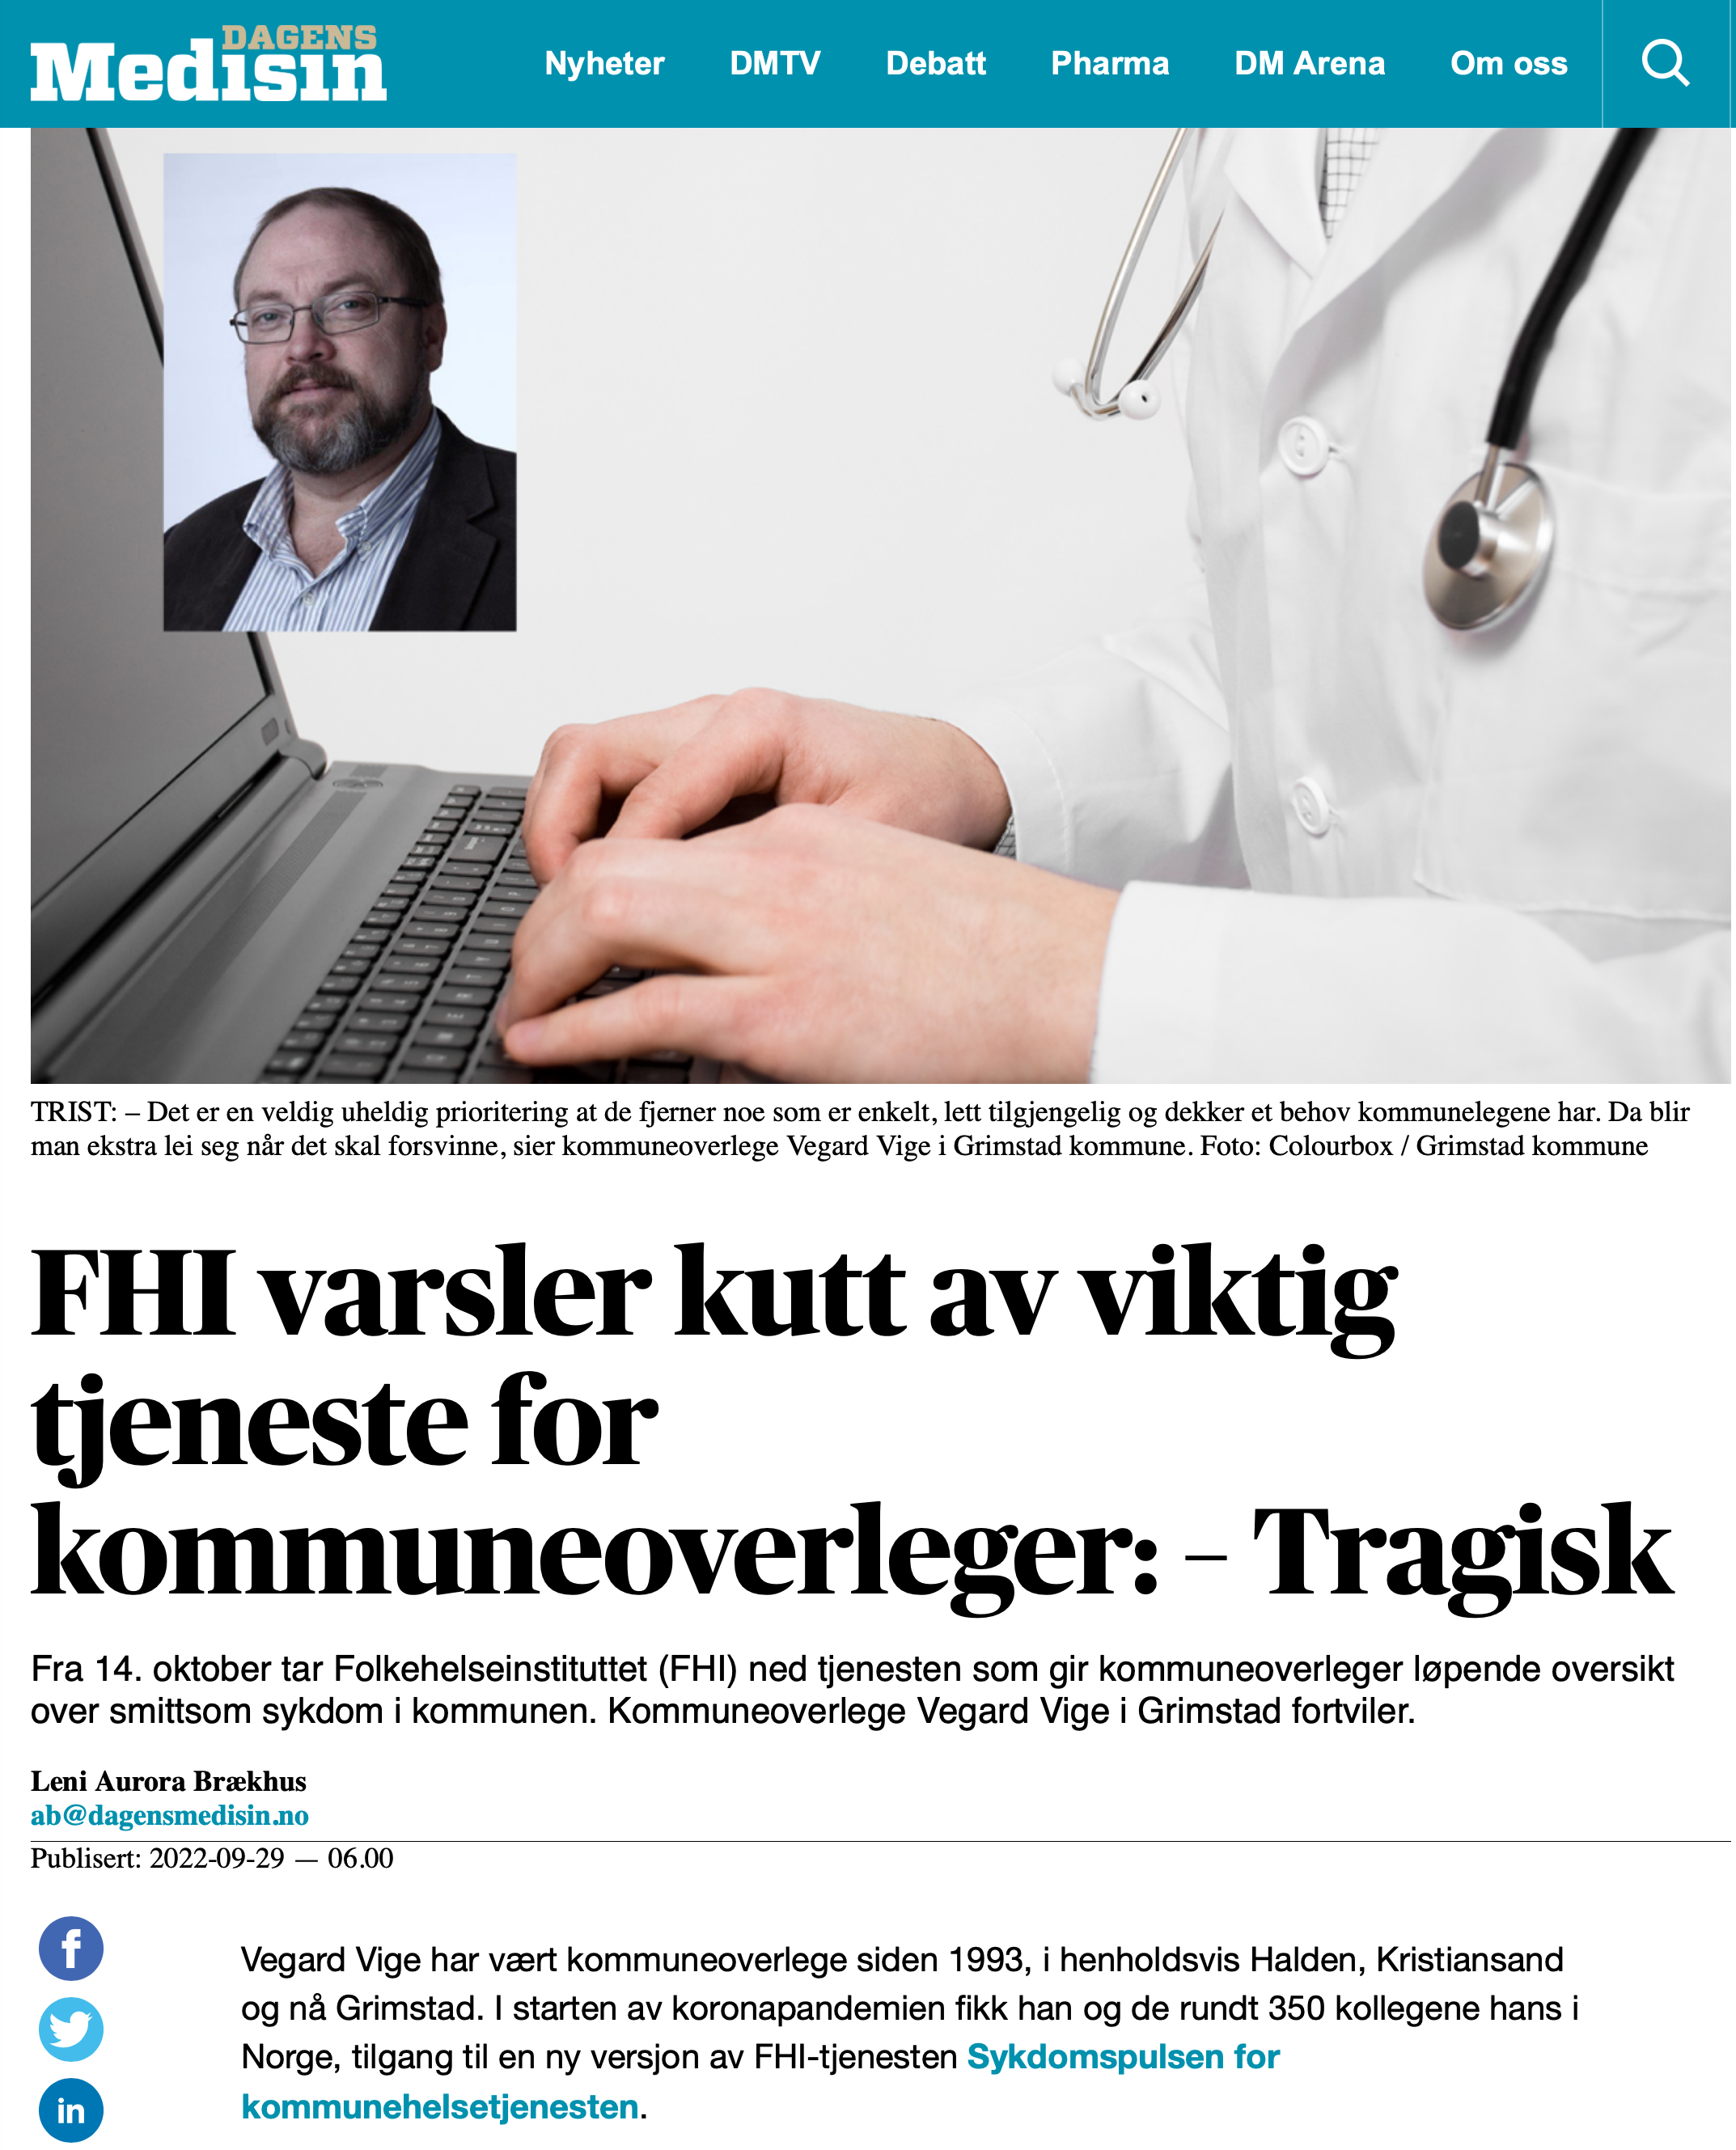 DAGENS
Medisin
Nyheter DMTV Debatt Pharma DM Arena Om oss
TRIST: – Det er en veldig uheldig prioritering at de fjerner noe som er enkelt, lett tilgjengelig og dekker et behov kommunelegene har. Da blir
man ekstra lei seg når det skal forsvinne, sier kommuneoverlege Vegard Vige i Grimstad kommune. Foto: Colourbox / Grimstad kommune
FHI varsler kutt av viktig
tjeneste for
kommuneoverleger: – Tragisk
Fra 14. oktober tar Folkehelseinstituttet (FHI) ned tjenesten som gir kommuneoverleger løpende oversikt
over smittsom sykdom i kommunen. Kommuneoverlege Vegard Vige i Grimstad fortviler.
Leni Aurora Brækhus
ab@dagensmedisin.no
Publisert: 2022-09-29 — 06.00
Vegard Vige har vært kommuneoverlege siden 1993, i henholdsvis Halden, Kristiansand
og nå Grimstad. I starten av koronapandemien fikk han og de rundt 350 kollegene hans i
Norge, tilgang til en ny versjon av FHI-tjenesten Sykdomspulsen for
kommunehelsetjenesten.